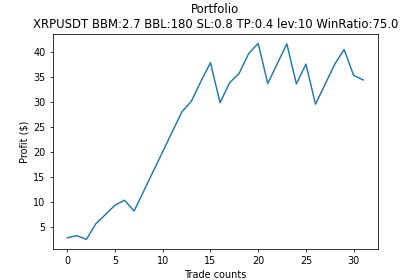 Portfolio
XRPUSDT BBM:2.7 BBL:180 SL:0.8 TP:0.4 lev:10 WinRatio:75.0
40
35
30
25
20
15
10
5
Profit ($)
0 5 10 15 20 25 30
Trade counts